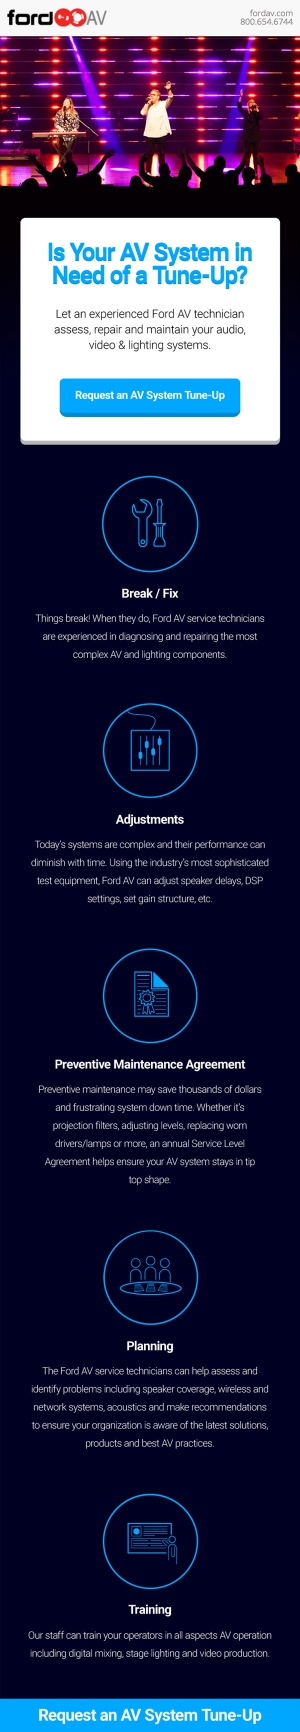 ford AV
fordav.com
800.654.6744
Is Your AV System in
Need of a Tune-Up?
Let an experienced Ford AV technician
assess, repair and maintain your audio,
video & lighting systems.
Request an AV System Tune-Up
Break / Fix
Things break! When they do, Ford AV service technicians
are experienced in diagnosing and repairing the most
complex AV and lighting components.
Adjustments
Today's systems are complex and their performance can
diminish with time. Using the industry's most sophisticated
test equipment, Ford AV can adjust speaker delays, DSP
settings, set gain structure, etc.
Preventive Maintenance Agreement
Preventive maintenance may save thousands of dollars
and frustrating system down time. Whether it's
projection filters, adjusting levels, replacing worn
drivers/lamps or more, an annual Service Level
Agreement helps ensure your AV system stays in tip
top shape.
Planning
The Ford AV service technicians can help assess and
identify problems including speaker coverage, wireless and
network systems, acoustics and make recommendations
to ensure your organization is aware of the latest solutions,
products and best AV practices.
Training
Our staff can train your operators in all aspects AV operation
including digital mixing, stage lighting and video production.
Request an AV System Tune-Up